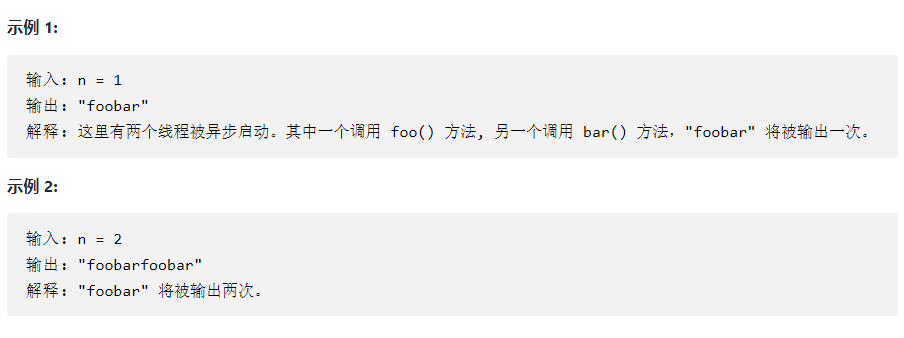 示例 1:
输入：n = 1
输出："foobar"
解释：这里有两个线程被异步启动。其中一个调用 foo() 方法, 另一个调用 bar() 方法，"foobar" 将被输出一次。
示例 2:
输入：n = 2
输出："foobarfoobar"
解释："foobar" 将被输出两次。